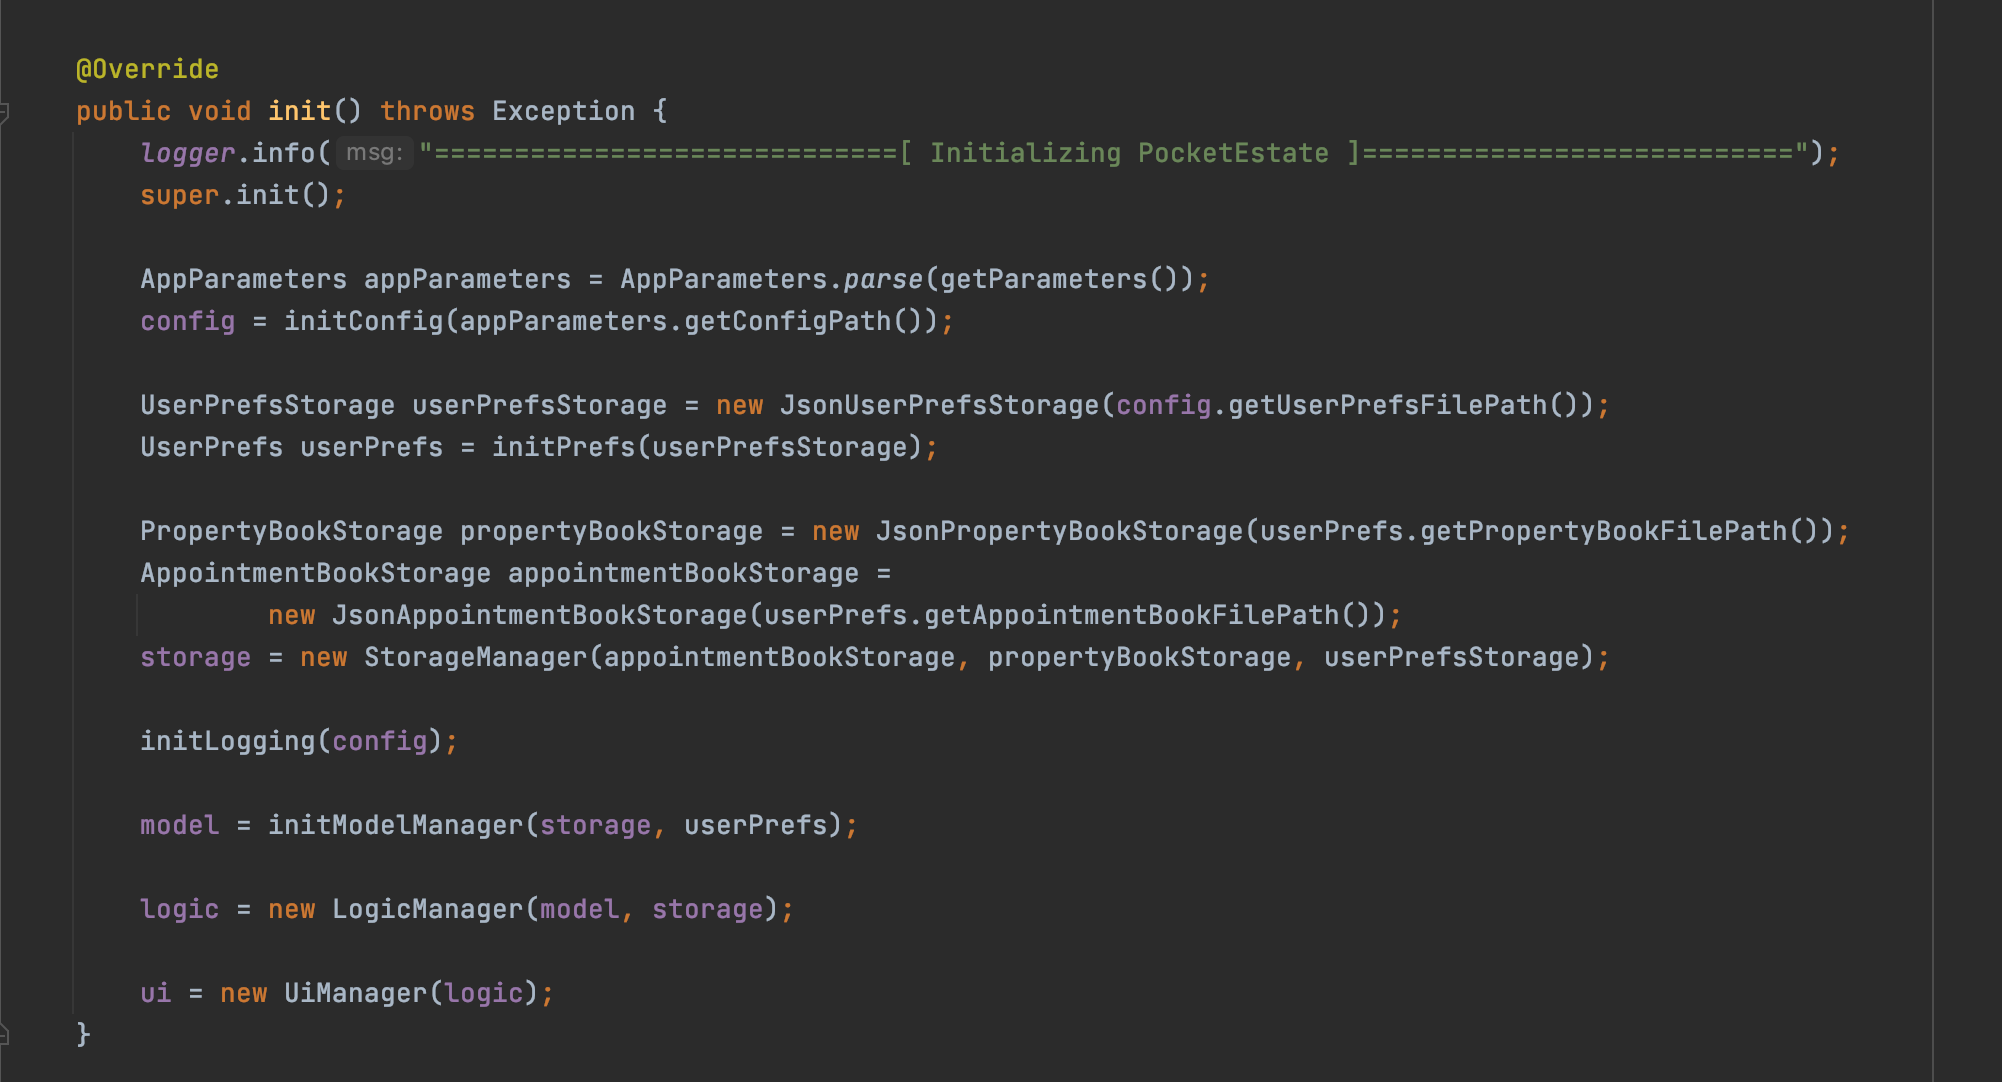 @Override
public void init() throws Exception {
logger.info( msg: "=============================[ Initializing PocketEstate ]===========================");
super.init();
AppParameters appParameters = AppParameters.parse(getParameters());
config = initConfig(appParameters.getConfigPath());
UserPrefsStorage userPrefsStorage = new JsonUserPrefsStorage(config.getUserPrefsFilePath());
UserPrefs userPrefs = initPrefs(userPrefsStorage);
PropertyBookStorage propertyBookStorage = new JsonPropertyBookStorage(userPrefs.getPropertyBookFilePath());
AppointmentBookStorage appointmentBookStorage =
new JsonAppointmentBookStorage(userPrefs.getAppointmentBookFilePath());
storage = new StorageManager(appointmentBookStorage, propertyBookStorage, userPrefsStorage);
initLogging(config);
model = initModelManager(storage, userPrefs);
logic = new LogicManager(model, storage);
ui = new UiManager(logic);
}